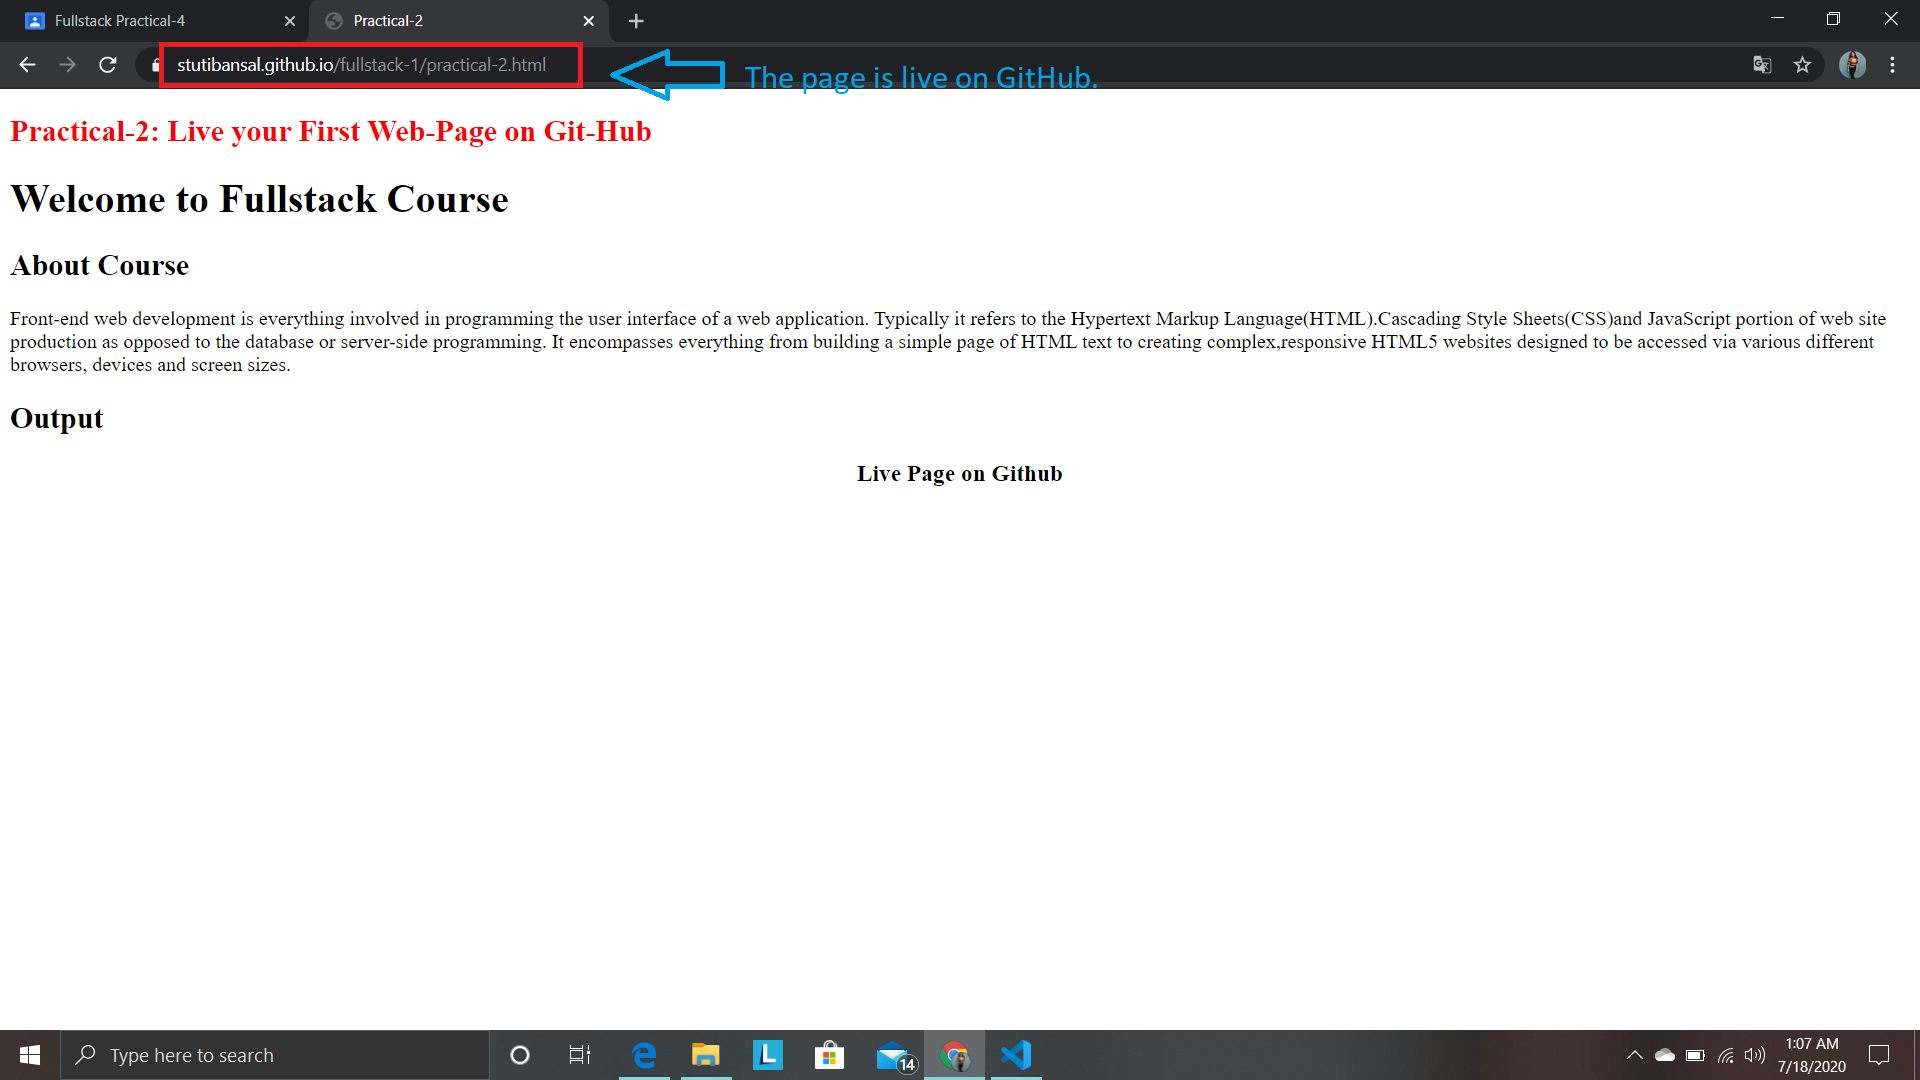 Fullstack Practical-4
Practical-2
stutibansal.github.io/fullstack-1/practical-2.html
The page is live on GitHub.
Practical-2: Live your First Web-Page on Git-Hub
Welcome to Fullstack Course
About Course
Front-end web development is everything involved in programming the user interface of a web application. Typically it refers to the Hypertext Markup Language(HTML).Cascading Style Sheets(CSS)and JavaScript portion of web site
production as opposed to the database or server-side programming. It encompasses everything from building a simple page of HTML text to creating complex,responsive HTML5 websites designed to be accessed via various different
browsers, devices and screen sizes.
Output
Live Page on Github
Type here to search
L
14
1:07 AM
7/18/2020